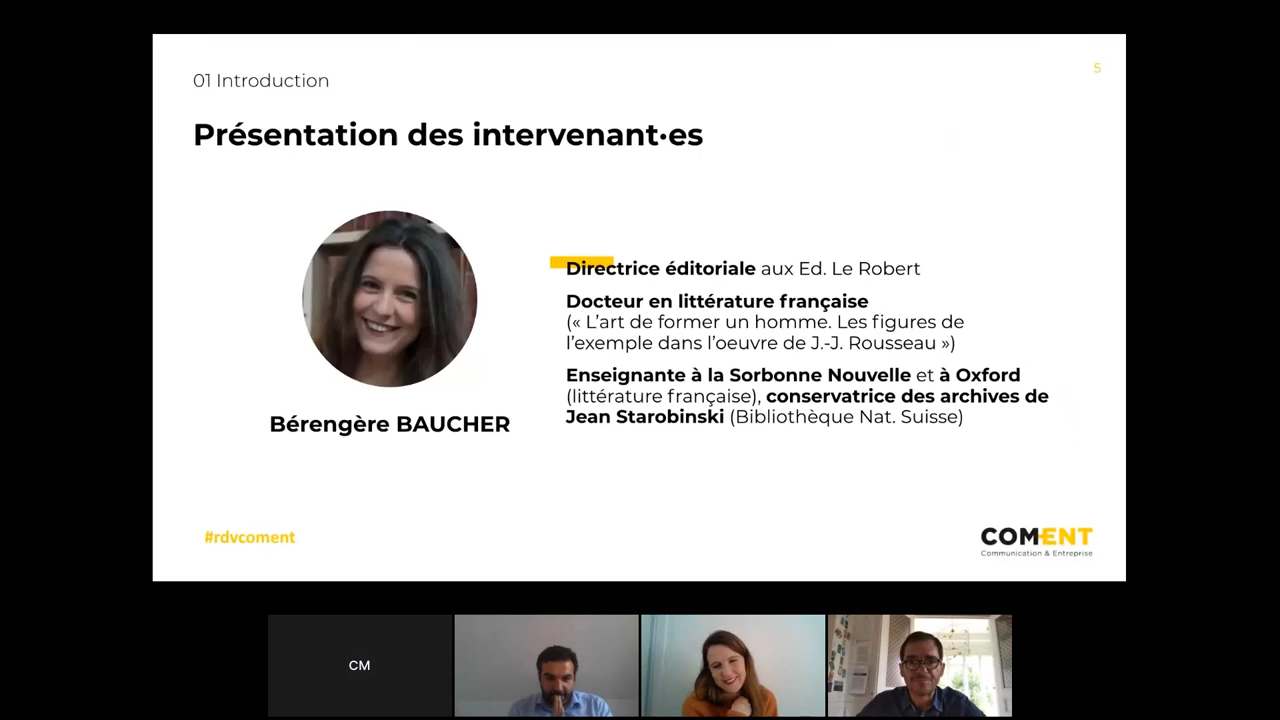 01 Introduction
5
Présentation des intervenant·es
Directrice éditoriale aux Ed. Le Robert
Docteur en littérature française
(« L’art de former un homme. Les figures de
l’exemple dans l’oeuvre de J.-J. Rousseau »)
Enseignante à la Sorbonne Nouvelle et à Oxford
(littérature française), conservatrice des archives de
Jean Starobinski (Bibliothèque Nat. Suisse)
Bérengère BAUCHER
#rdvcoment
COMENT
Communication & Entreprise
CM